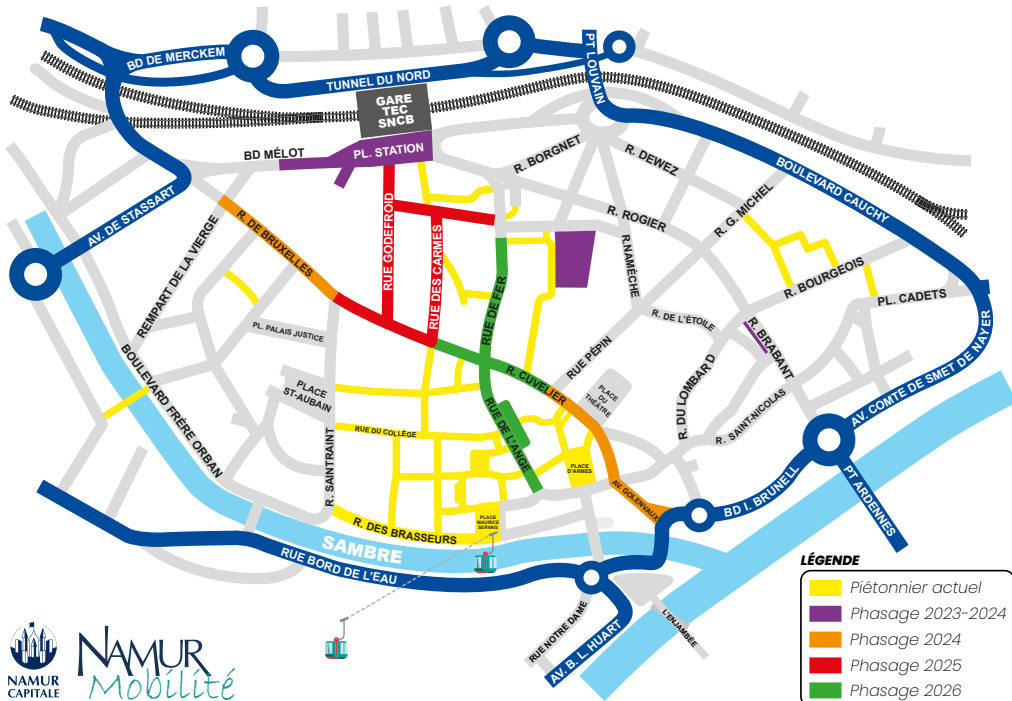 BD DE MERCKEM
TUNNEL DU NORD
PT LOUVAIN
GARE
TEC
SNCB
BD MÉLOT
PL. STATION
R. BORGNET
R. DEWEZ
BOULEVARD CAUCHY
AV. DE STASSART
REMPART DE LA VIERGE
R. DE BRUXELLES
RUE GODEFROID
RUE DES CARMES
RUE DE FER
R. ROGIER
R. G. MICHEL
R.NAMÈCHE
R. BOURGEOIS
PL. CADETS
PL. PALAIS JUSTICE
R. DE L'ÉTOILE
R. BRABANT
AV. COMTE DE SMET DE NAYER
BOULEVARD FRÈRE ORBAN
PLACE
ST-AUBAIN
R. CUVELIER
RUE PÉPIN
PLACE
DU
THÉATRE
R. DU LOMBARD
R. SAINT-NICOLAS
RUE DU COLLÈGE
RUE DE L'ANGE
R. SAINTRAINT
PLACE
D'ARMES
AV. GOLENVAUX
BD I. BRUNELL
PT ARDENNES
R. DES BRASSEURS
PLACE
MAURICE
SERVAIS
SAMBRE
RUE BORD DE L'EAU
RUE NOTRE DAME
AV. B. L. HUART
L'ENJAMBÉE
LÉGENDE
Piétonnier actuel
Phasage 2023-2024
Phasage 2024
Phasage 2025
Phasage 2026
NAMUR
CAPITALE
NAMUR
Mobilité